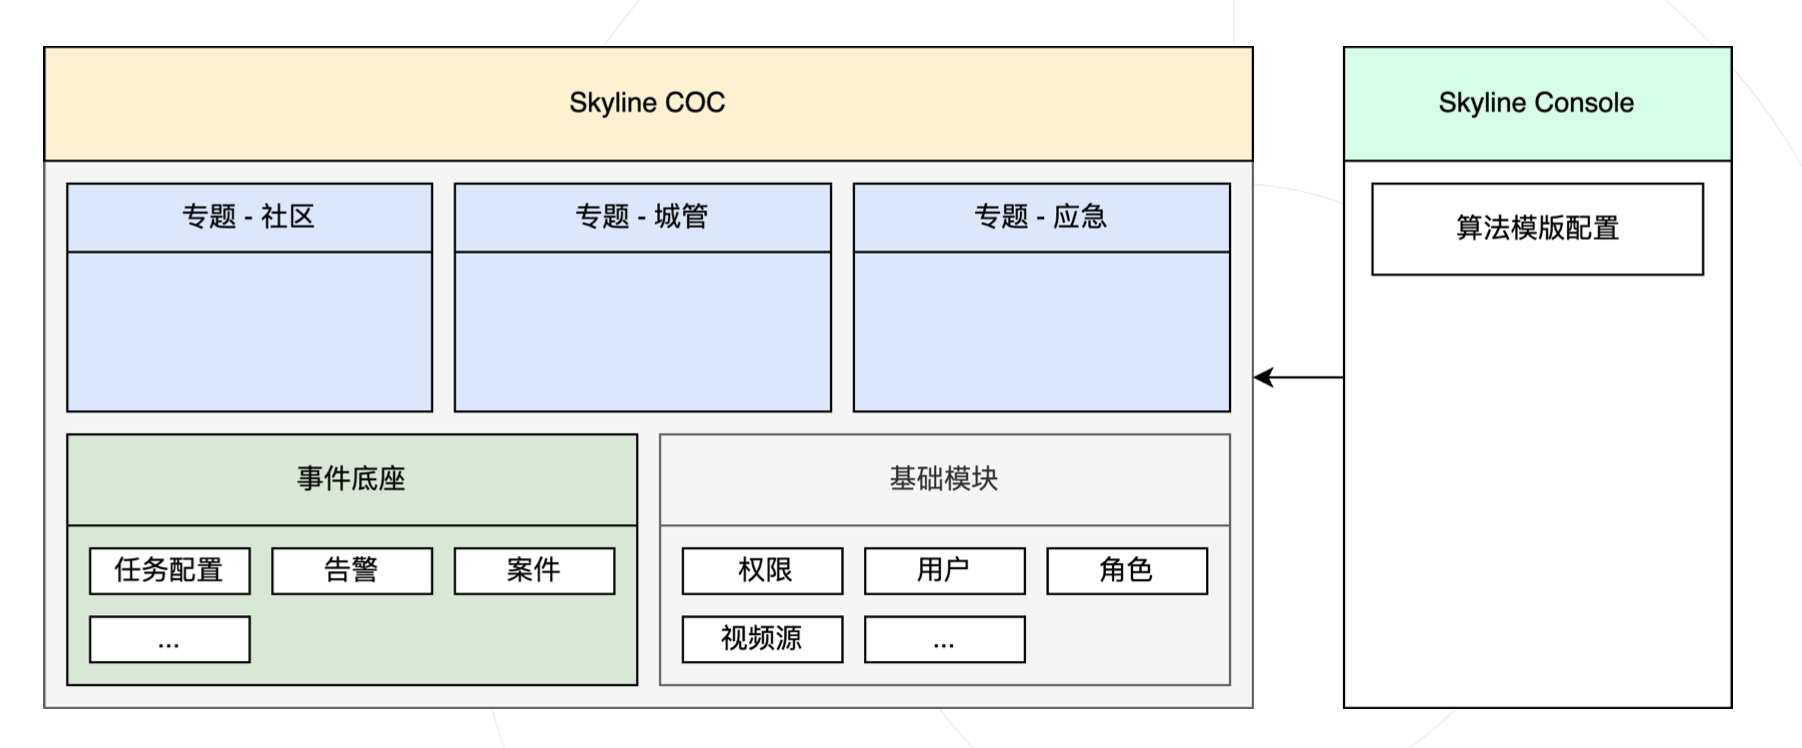 Skyline COC
Skyline Console
专题 - 社区
专题 - 城管
专题 - 应急
算法模版配置
事件底座
基础模块
任务配置
告警
案件
权限
用户
角色
...
视频源
...